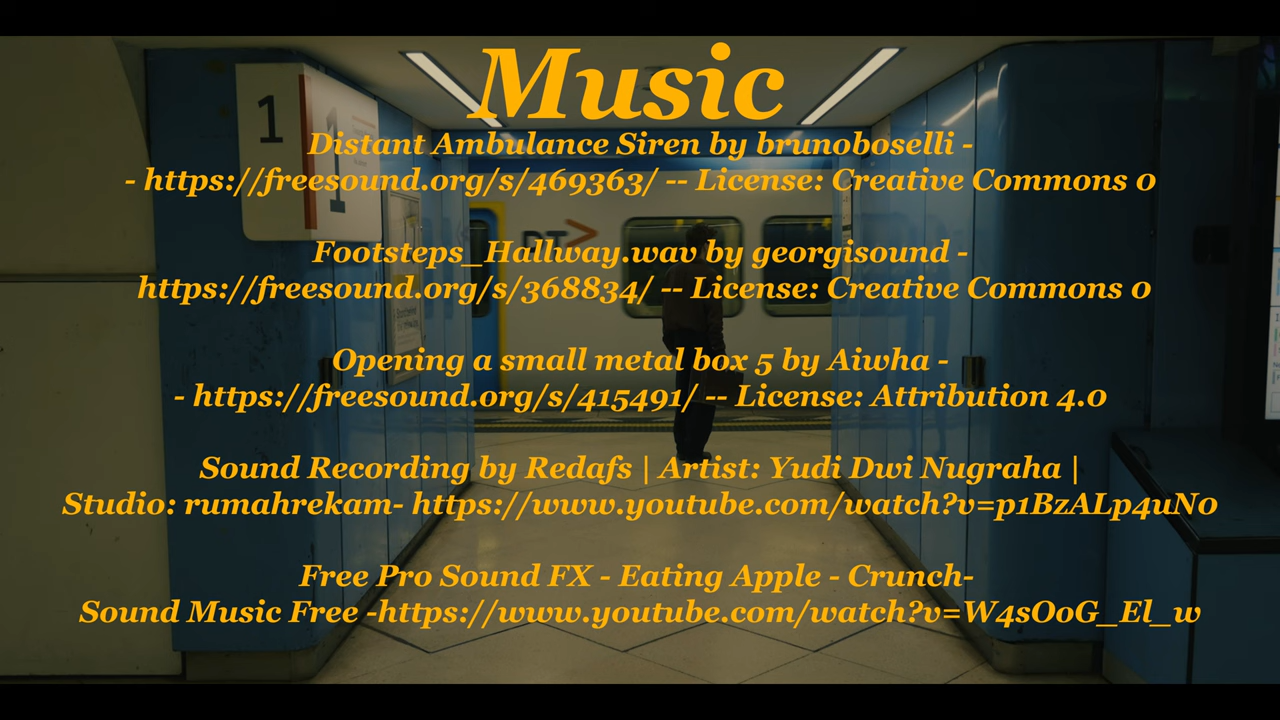 Music
Distant Ambulance Siren by brunoboselli -
- https://freesound.org/s/469363/ -- License: Creative Commons 0
Footsteps_Hallway.wav by georgisound -
https://freesound.org/s/368834/ -- License: Creative Commons 0
Opening a small metal box 5 by Aiwha -
- https://freesound.org/s/415491/ -- License: Attribution 4.0
Sound Recording by Redafs | Artist: Yudi Dwi Nugraha |
Studio: rumahrekam- https://www.youtube.com/watch?v=p1BzALp4uN0
Free Pro Sound FX - Eating Apple - Crunch-
Sound Music Free -https://www.youtube.com/watch?v=W4sOoG_El_w
1
1